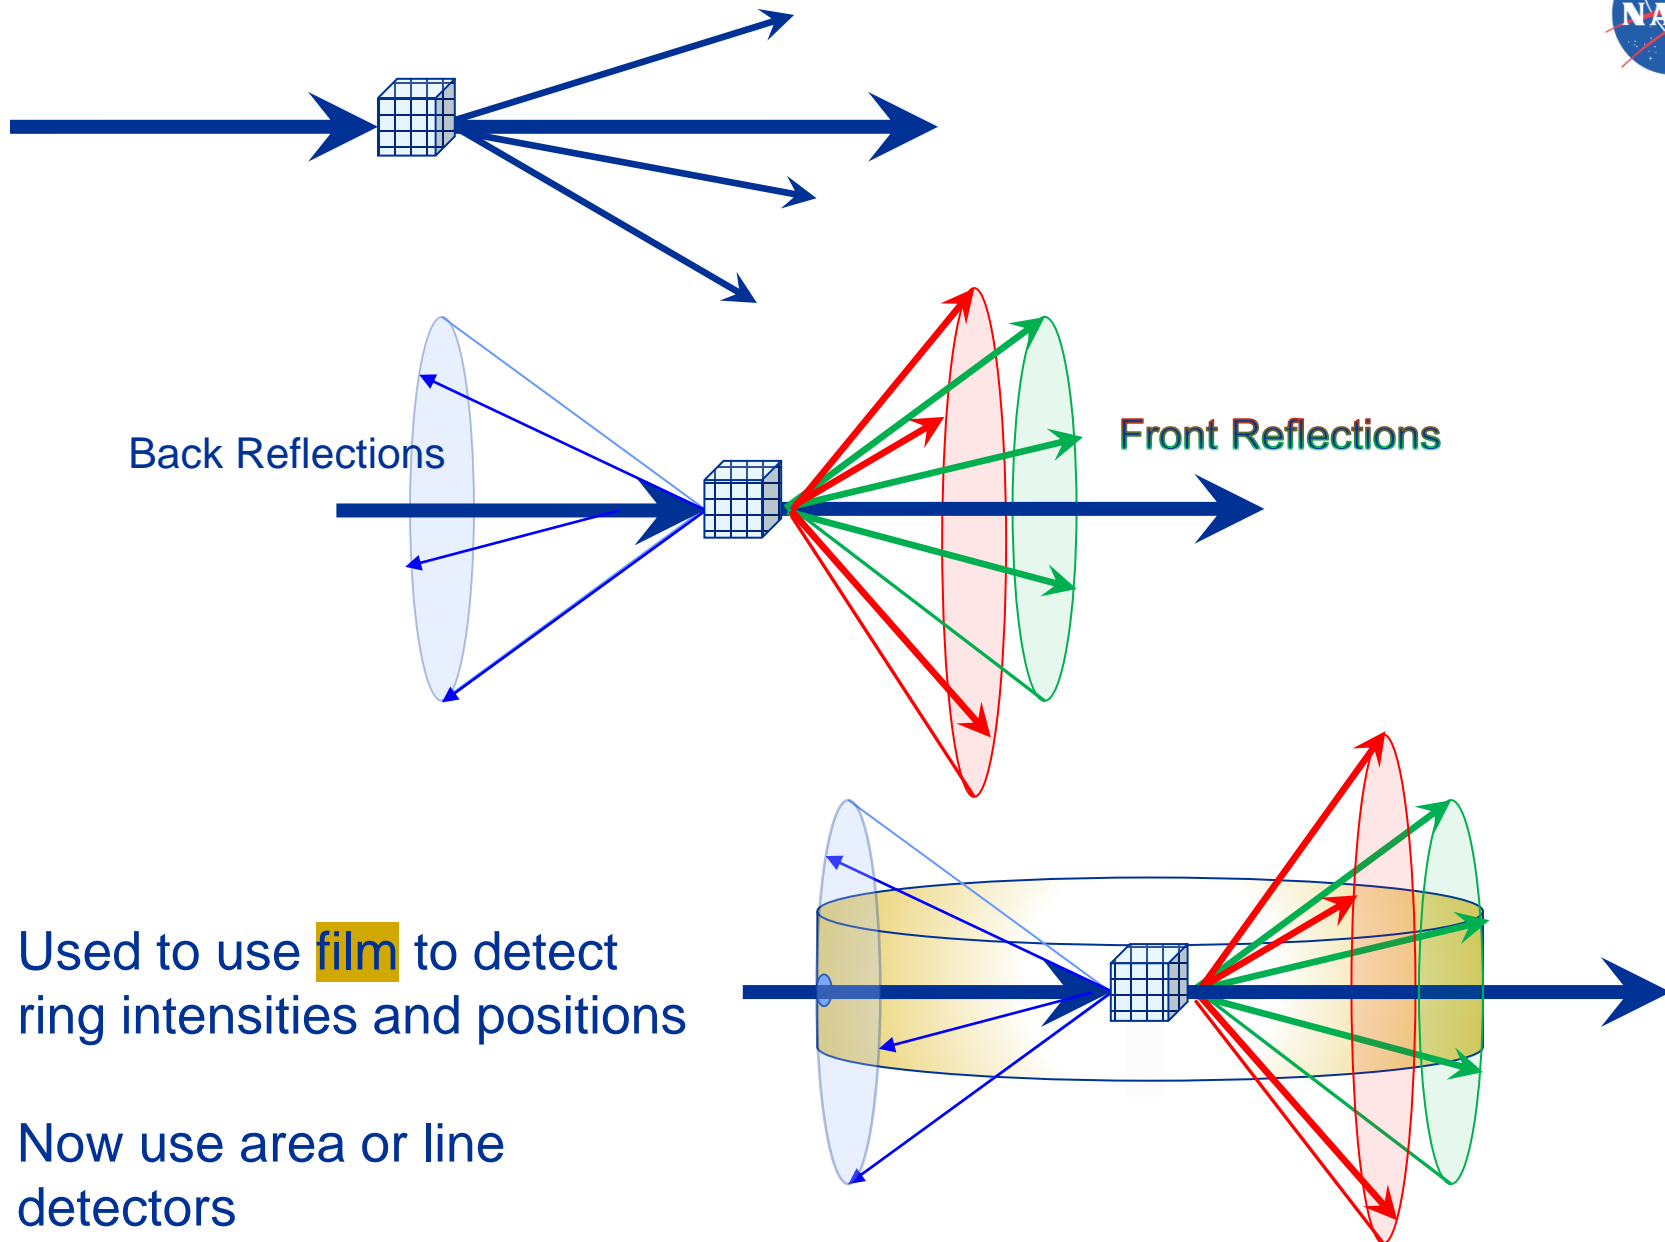 Back Reflections
Front Reflections
Used to use film to detect
ring intensities and positions
Now use area or line
detectors